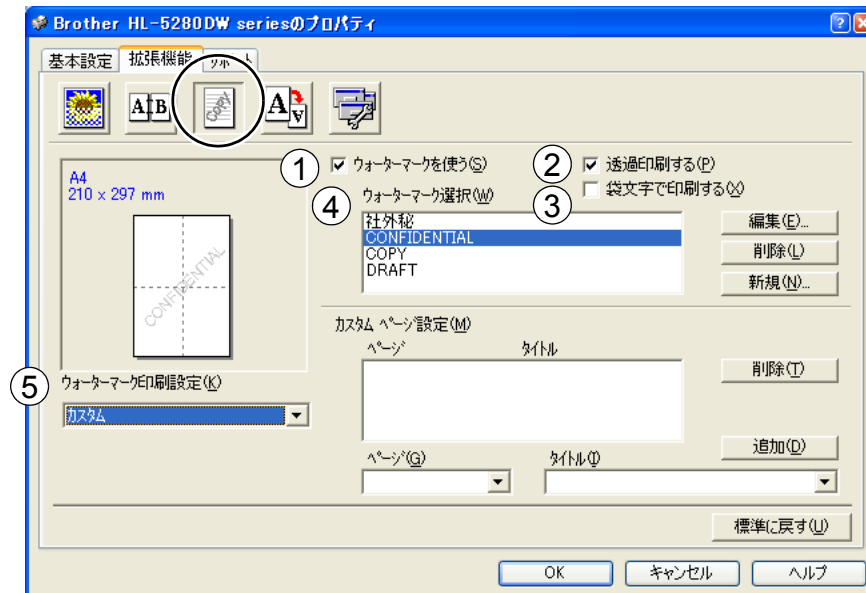 Brother HL-5280DW seriesのプロパティ
基本設定 拡張機能 サポート
A B
COPY
A A
A4
210 x 297 mm
CONFIDENTIAL
① ウォーターマークを使う(S)
② 透過印刷する(P)
③ 袋文字で印刷する(X)
④ ウォーターマーク選択(W)
社外秘
CONFIDENTIAL
COPY
DRAFT
編集(E)...
削除(L)
新規(N)...
⑤ ウォーターマーク印刷設定(K)
カスタム
カスタム ページ設定(M)
ページ タイトル
削除(T)
追加(D)
ページ(G) タイトル(I)
標準に戻す(U)
OK キャンセル ヘルプ